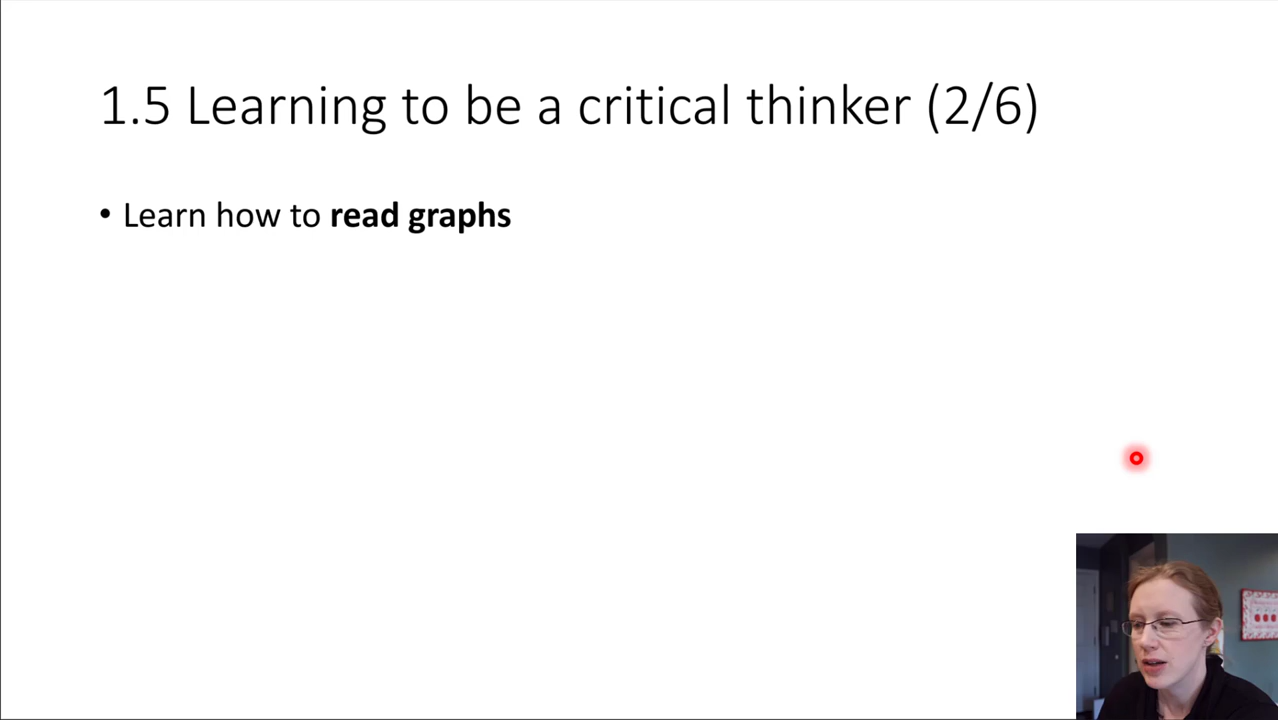 1.5 Learning to be a critical thinker (2/6)
• Learn how to read graphs